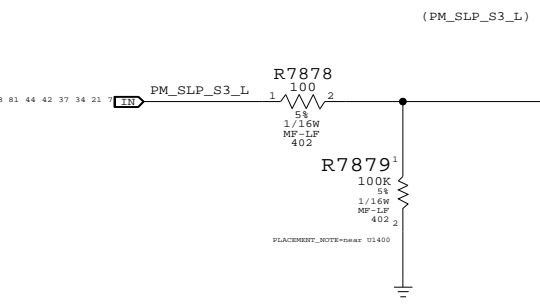 (PM_SLP_S3_L)
R7878
81 44 42 37 34 21 7 IN PM_SLP_S3_L 1 100 2
5%
1/16W
MF-LF
402
R7879 1
100K
5%
1/16W
MF-LF
402 2
PLACEMENT_NOTE=near U1400